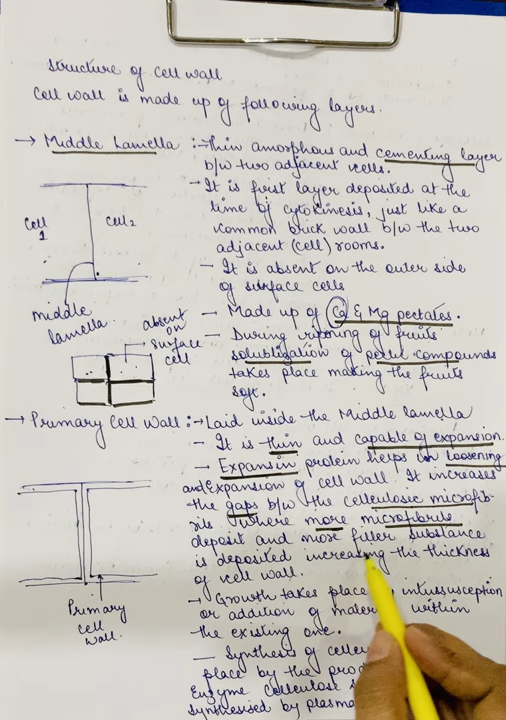 Structure of cell wall
Cell wall is made up of following layers.
→ Middle Lamella :- Thin amorphous and cementing layer
b/w two adjacent cells.
- It is first layer deposited at the
time of cytokinesis, just like a
common brick wall b/w the two
adjacent (cell) rooms.
- It is absent on the outer side
of surface cells
- Made up of Ca & Mg pectates.
- During ripening of fruits
solubligation of pectic compounds
takes place making the fruits
soft.
cell
1
cell2
middle
lamella
absent
on
surface
cell
→ Primary Cell Wall :→ Laid inside the Middle lamella
- It is thin and capable of expansion.
- Expansin protein helps in loosening
and Expansion of cell wall. It increases
the gaps b/w the cellulosic microfib-
rils where more microfibrils
deposit and more filler substance
is deposited increasing the thickness
of cell wall.
→ Growth takes place intussusception
or addition of within
the existing one.
- Synthesis of
place by the
Enzyme cellulose
synthesised by
Primary
cell
wall.